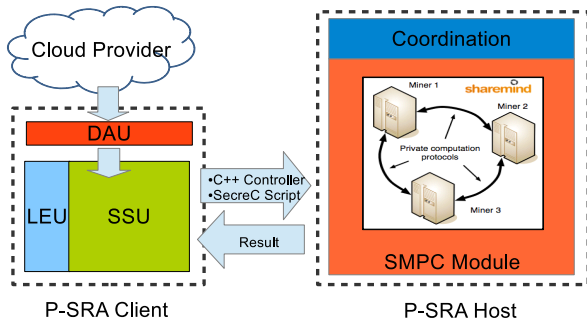 Cloud Provider
DAU
LEU
SSU
P-SRA Client
•C++ Controller
•SecreC Script
Result
Coordination
sharemind
Miner 1
Miner 2
Private computation
protocols
Miner 3
SMPC Module
P-SRA Host